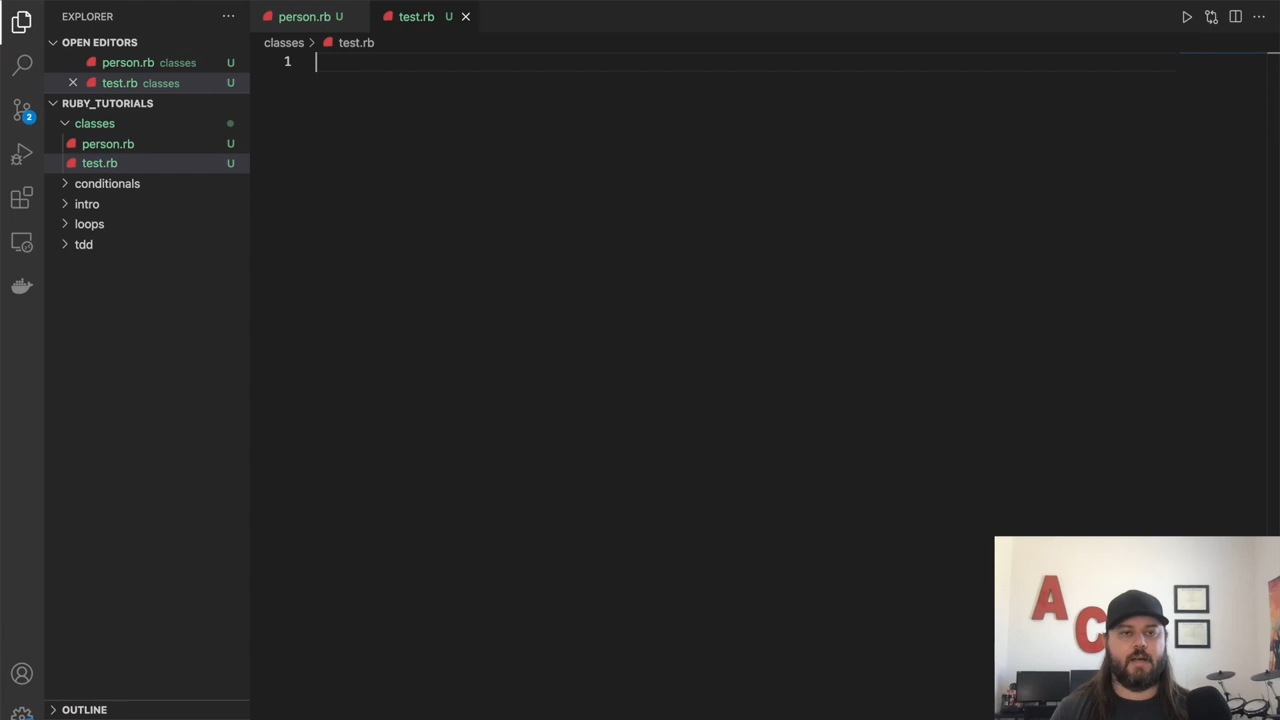 EXPLORER
OPEN EDITORS
person.rb classes U
test.rb classes U
RUBY_TUTORIALS
classes
person.rb U
test.rb U
conditionals
intro
loops
tdd
OUTLINE
2
person.rb U
test.rb U
classes > test.rb
1
A
C